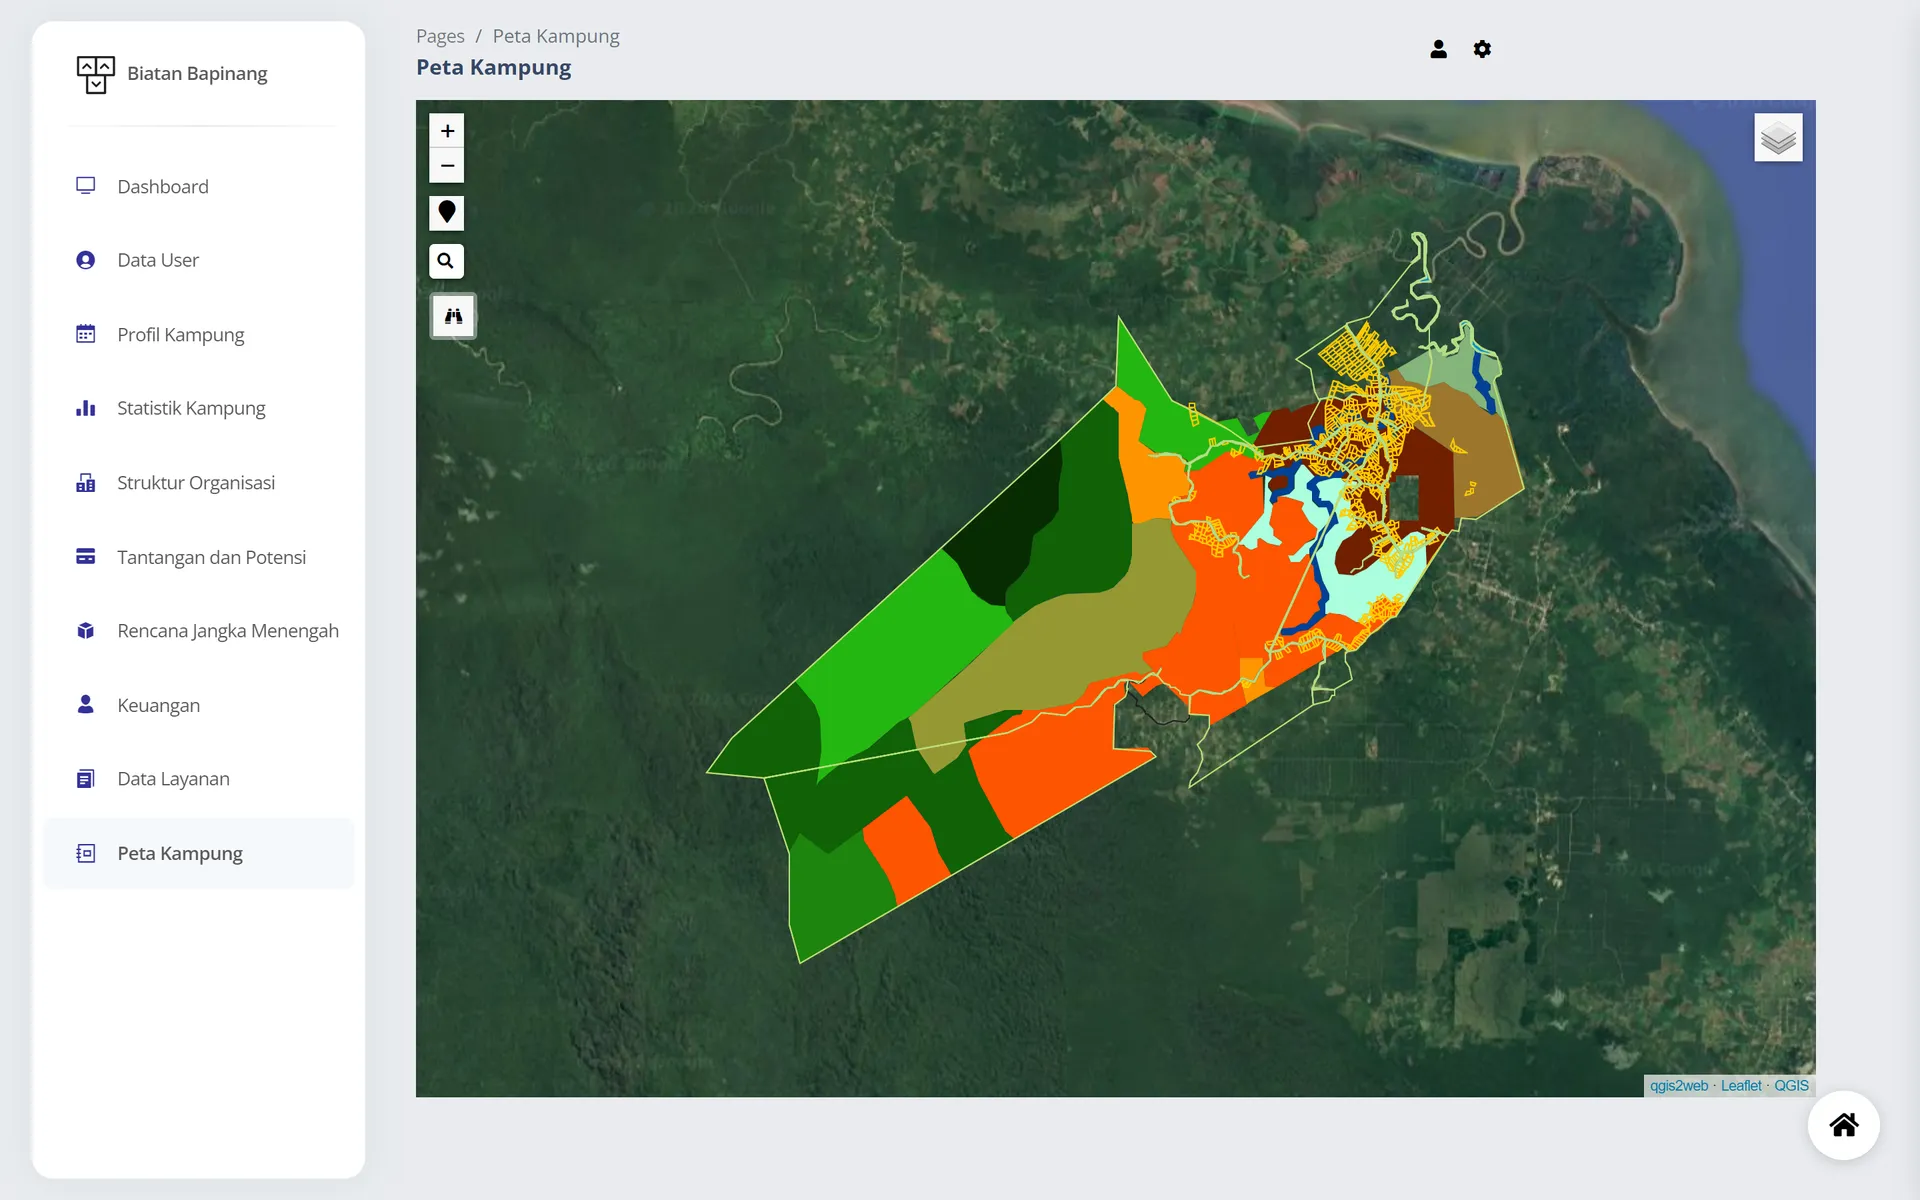 Biatan Bapinang
Dashboard
Data User
Profil Kampung
Statistik Kampung
Struktur Organisasi
Tantangan dan Potensi
Rencana Jangka Menengah
Keuangan
Data Layanan
Peta Kampung
Pages / Peta Kampung
Peta Kampung
+
−
qgis2web · Leaflet · QGIS